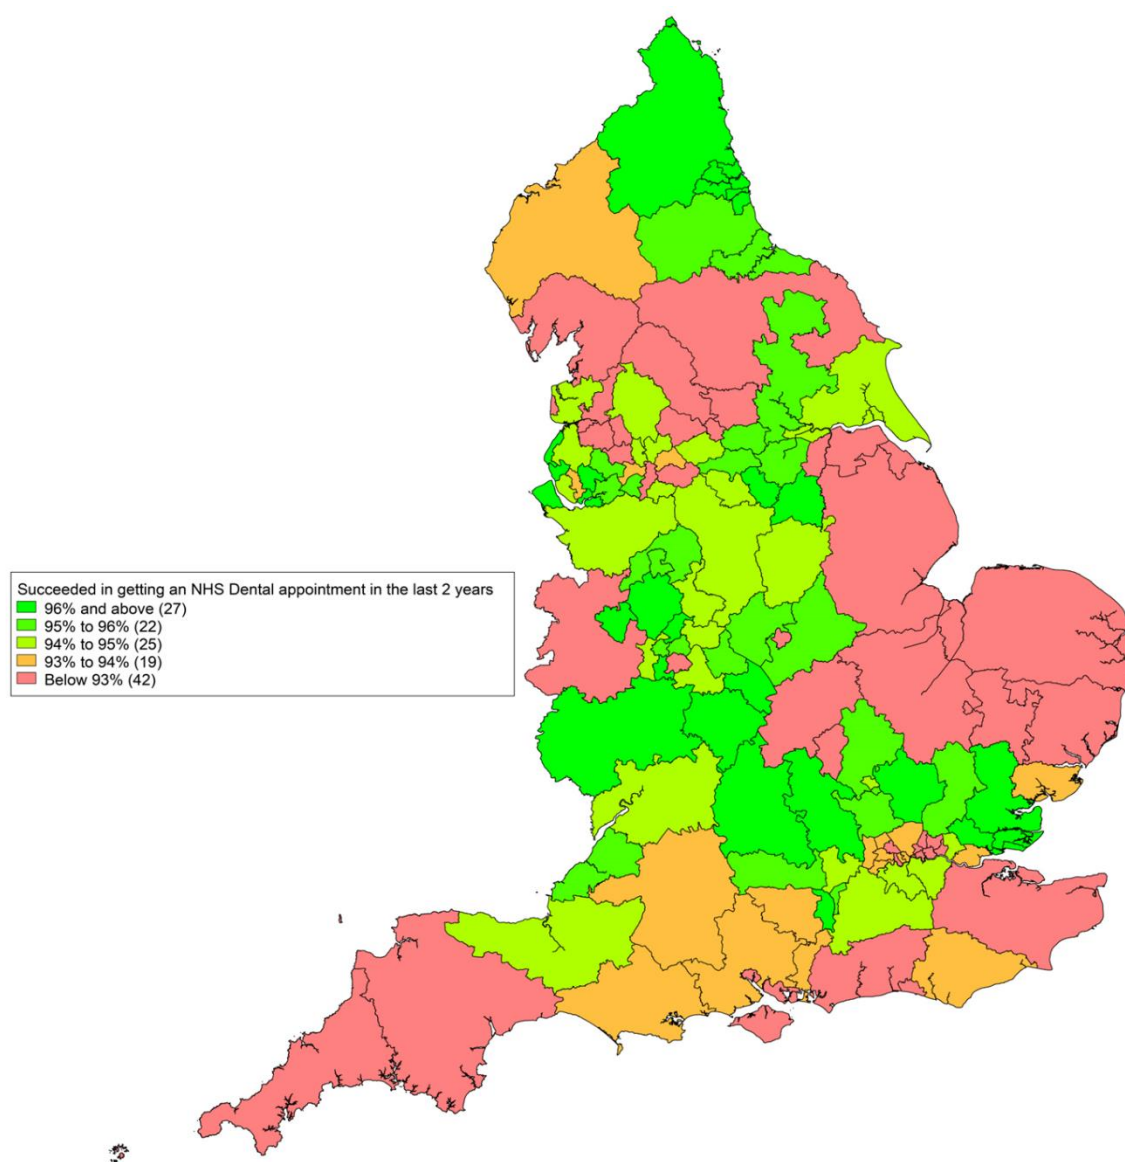 Succeeded in getting an NHS Dental appointment in the last 2 years
96% and above (27)
95% to 96% (22)
94% to 95% (25)
93% to 94% (19)
Below 93% (42)